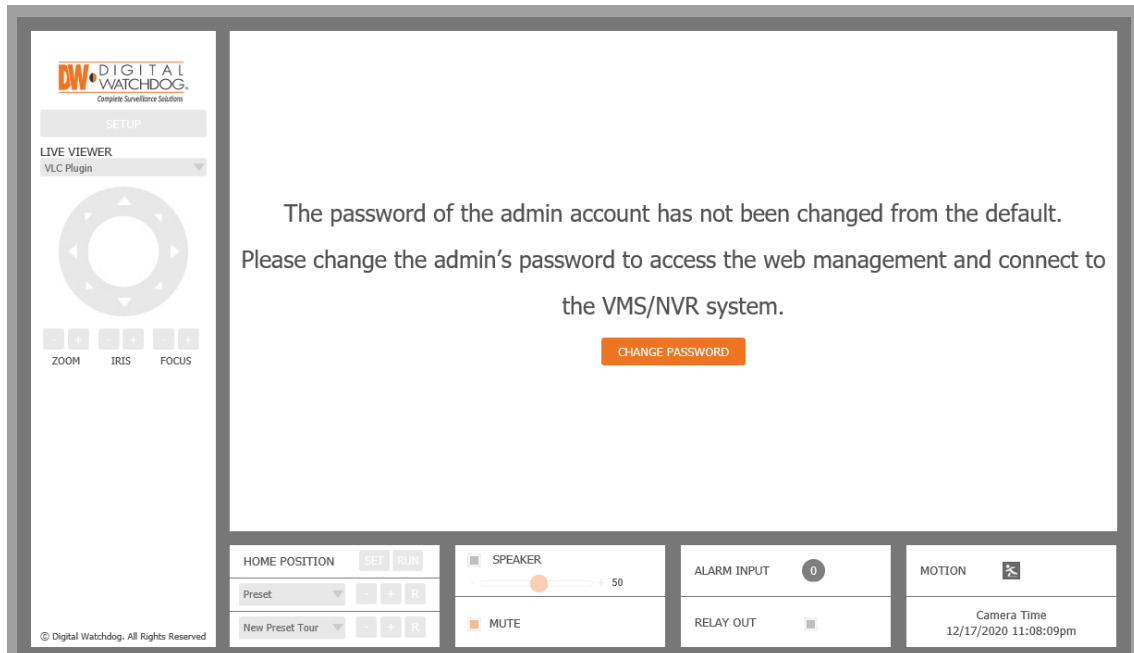 DW DIGITAL
WATCHDOG®
Complete Surveillance Solutions
SETUP
LIVE VIEWER
VLC Plugin
- + - + - +
ZOOM IRIS FOCUS
© Digital Watchdog. All Rights Reserved
The password of the admin account has not been changed from the default.
Please change the admin’s password to access the web management and connect to
the VMS/NVR system.
CHANGE PASSWORD
HOME POSITION SET RUN
Preset - + R
New Preset Tour - + R
SPEAKER
- + 50
MUTE
ALARM INPUT 0
RELAY OUT
MOTION
Camera Time
12/17/2020 11:08:09pm